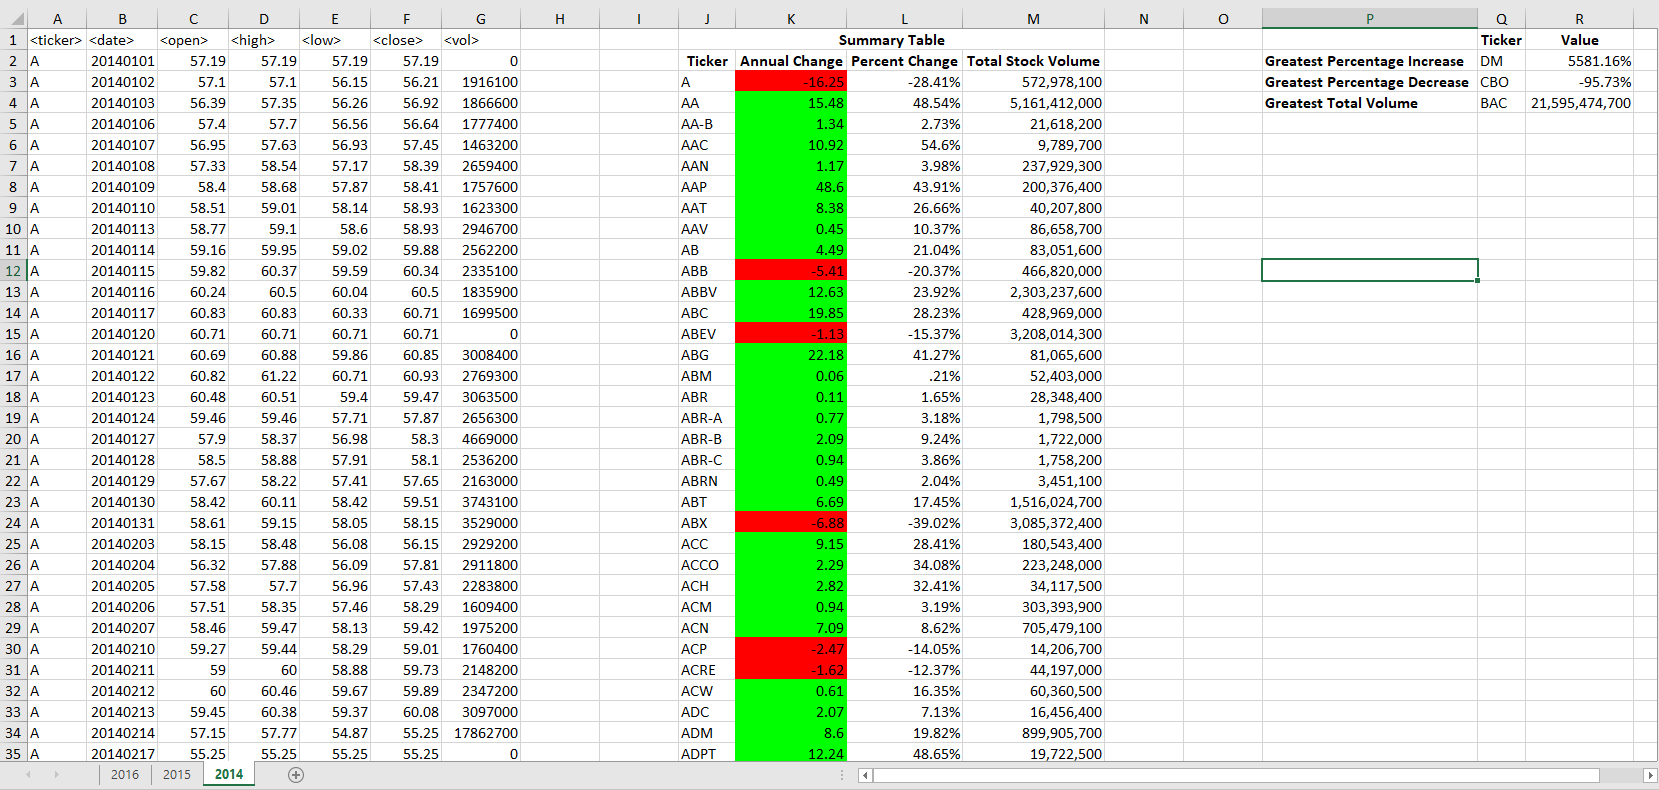 A B C D E F G H I J K L M N O P Q R
1 <ticker> <date> <open> <high> <low> <close> <vol> Summary Table Ticker Value
2 A 20140101 57.19 57.19 57.19 57.19 0 Ticker Annual Change Percent Change Total Stock Volume Greatest Percentage Increase DM 5581.16%
3 A 20140102 57.1 57.1 56.15 56.21 1916100 A -16.25 -28.41% 572,978,100 Greatest Percentage Decrease CBO -95.73%
4 A 20140103 56.39 57.35 56.26 56.92 1866600 AA 15.48 48.54% 5,161,412,000 Greatest Total Volume BAC 21,595,474,700
5 A 20140106 57.4 57.7 56.56 56.64 1777400 AA-B 1.34 2.73% 21,618,200
6 A 20140107 56.95 57.63 56.93 57.45 1463200 AAC 10.92 54.6% 9,789,700
7 A 20140108 57.33 58.54 57.17 58.39 2659400 AAN 1.17 3.98% 237,929,300
8 A 20140109 58.4 58.68 57.87 58.41 1757600 AAP 48.6 43.91% 200,376,400
9 A 20140110 58.51 59.01 58.14 58.93 1623300 AAT 8.38 26.66% 40,207,800
10 A 20140113 58.77 59.1 58.6 58.93 2946700 AAV 0.45 10.37% 86,658,700
11 A 20140114 59.16 59.95 59.02 59.88 2562200 AB 4.49 21.04% 83,051,600
12 A 20140115 59.82 60.37 59.59 60.34 2335100 ABB -5.41 -20.37% 466,820,000
13 A 20140116 60.24 60.5 60.04 60.5 1835900 ABBV 12.63 23.92% 2,303,237,600
14 A 20140117 60.83 60.83 60.33 60.71 1699500 ABC 19.85 28.23% 428,969,000
15 A 20140120 60.71 60.71 60.71 60.71 0 ABEV -1.13 -15.37% 3,208,014,300
16 A 20140121 60.69 60.88 59.86 60.85 3008400 ABG 22.18 41.27% 81,065,600
17 A 20140122 60.82 61.22 60.71 60.93 2769300 ABM 0.06 .21% 52,403,000
18 A 20140123 60.48 60.51 59.4 59.47 3063500 ABR 0.11 1.65% 28,348,400
19 A 20140124 59.46 59.46 57.71 57.87 2656300 ABR-A 0.77 3.18% 1,798,500
20 A 20140127 57.9 58.37 56.98 58.3 4669000 ABR-B 2.09 9.24% 1,722,000
21 A 20140128 58.5 58.88 57.91 58.1 2536200 ABR-C 0.94 3.86% 1,758,200
22 A 20140129 57.67 58.22 57.41 57.65 2163000 ABRN 0.49 2.04% 3,451,100
23 A 20140130 58.42 60.11 58.42 59.51 3743100 ABT 6.69 17.45% 1,516,024,700
24 A 20140131 58.61 59.15 58.05 58.15 3529000 ABX -6.88 -39.02% 3,085,372,400
25 A 20140203 58.15 58.48 56.08 56.15 2929200 ACC 9.15 28.41% 180,543,400
26 A 20140204 56.32 57.88 56.09 57.81 2911800 ACCO 2.29 34.08% 223,248,000
27 A 20140205 57.58 57.7 56.96 57.43 2283800 ACH 2.82 32.41% 34,117,500
28 A 20140206 57.51 58.35 57.46 58.29 1609400 ACM 0.94 3.19% 303,393,900
29 A 20140207 58.46 59.47 58.13 59.42 1975200 ACN 7.09 8.62% 705,479,100
30 A 20140210 59.27 59.44 58.29 59.01 1760400 ACP -2.47 -14.05% 14,206,700
31 A 20140211 59 60 58.88 59.73 2148200 ACRE -1.62 -12.37% 44,197,000
32 A 20140212 60 60.46 59.67 59.89 2347200 ACW 0.61 16.35% 60,360,500
33 A 20140213 59.45 60.38 59.37 60.08 3097000 ADC 2.07 7.13% 16,456,400
34 A 20140214 57.15 57.77 54.87 55.25 17862700 ADM 8.6 19.82% 899,905,700
35 A 20140217 55.25 55.25 55.25 55.25 0 ADPT 12.24 48.65% 19,722,500
2016 2015 2014